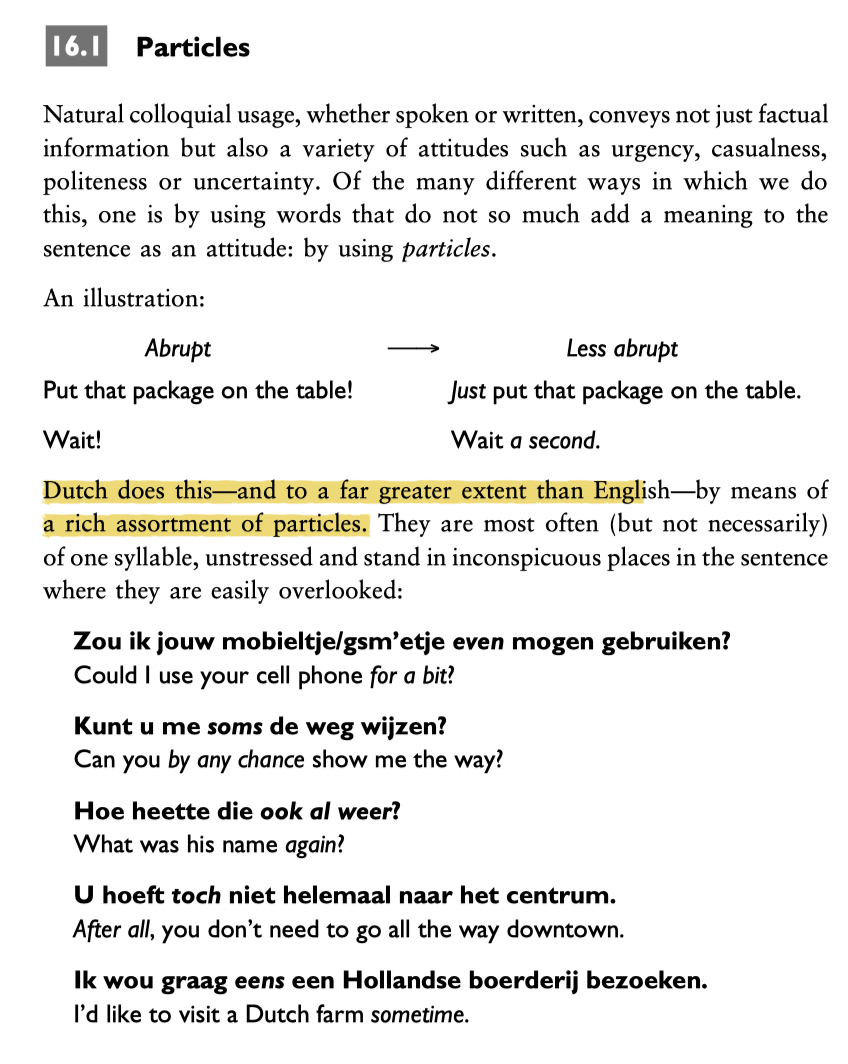 16.1 Particles
Natural colloquial usage, whether spoken or written, conveys not just factual
information but also a variety of attitudes such as urgency, casualness,
politeness or uncertainty. Of the many different ways in which we do
this, one is by using words that do not so much add a meaning to the
sentence as an attitude: by using particles.
An illustration:
Abrupt ⟶ Less abrupt
Put that package on the table! Just put that package on the table.
Wait! Wait a second.
Dutch does this—and to a far greater extent than English—by means of
a rich assortment of particles. They are most often (but not necessarily)
of one syllable, unstressed and stand in inconspicuous places in the sentence
where they are easily overlooked:
Zou ik jouw mobieltje/gsm'etje even mogen gebruiken?
Could I use your cell phone for a bit?
Kunt u me soms de weg wijzen?
Can you by any chance show me the way?
Hoe heette die ook al weer?
What was his name again?
U hoeft toch niet helemaal naar het centrum.
After all, you don't need to go all the way downtown.
Ik wou graag eens een Hollandse boerderij bezoeken.
I'd like to visit a Dutch farm sometime.